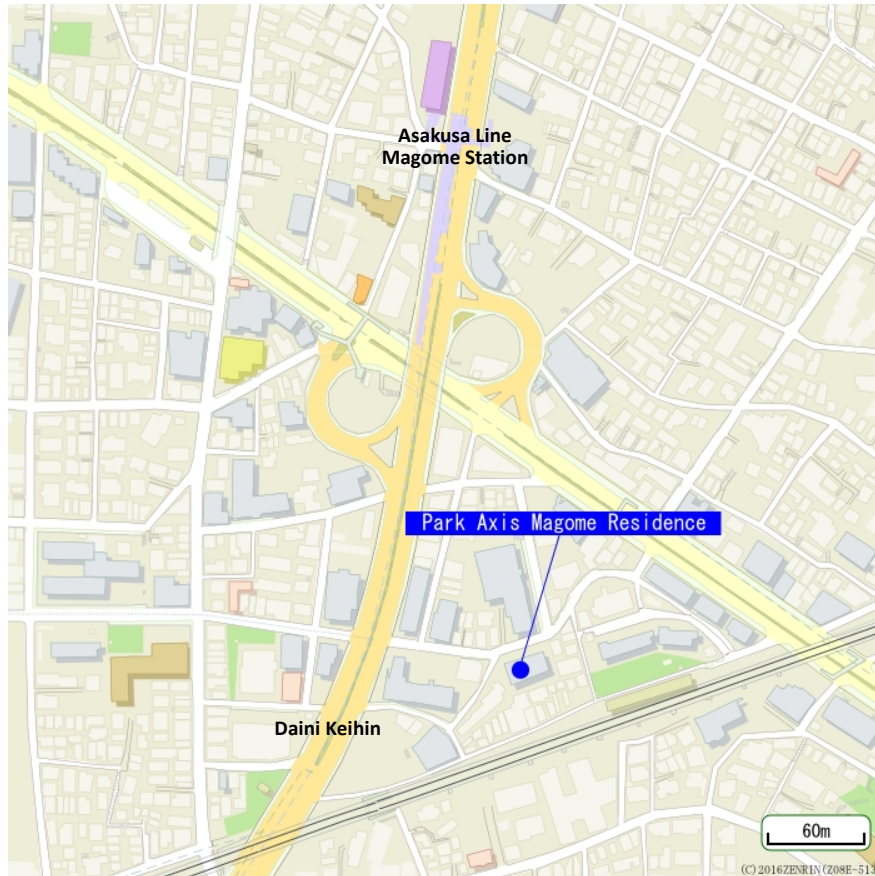 Asakusa Line
Magome Station
Park Axis Magome Residence
Daini Keihin
60m
(C) 2016ZENRIN(Z08E-513